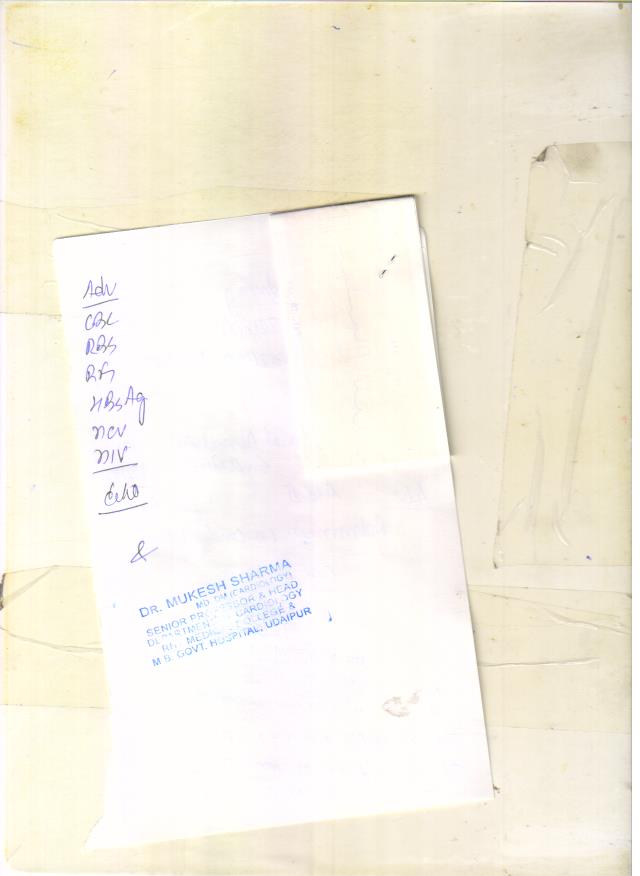 Adv
CBC
RBS
RFT
HBsAg
HCV
HIV
Echo
&
DR. MUKESH SHARMA
MD, DM (CARDIOLOGY)
SENIOR PROFESSOR & HEAD
DEPARTMENT OF CARDIOLOGY
RNT MEDICAL COLLEGE &
M B. GOVT. HOSPITAL, UDAIPUR